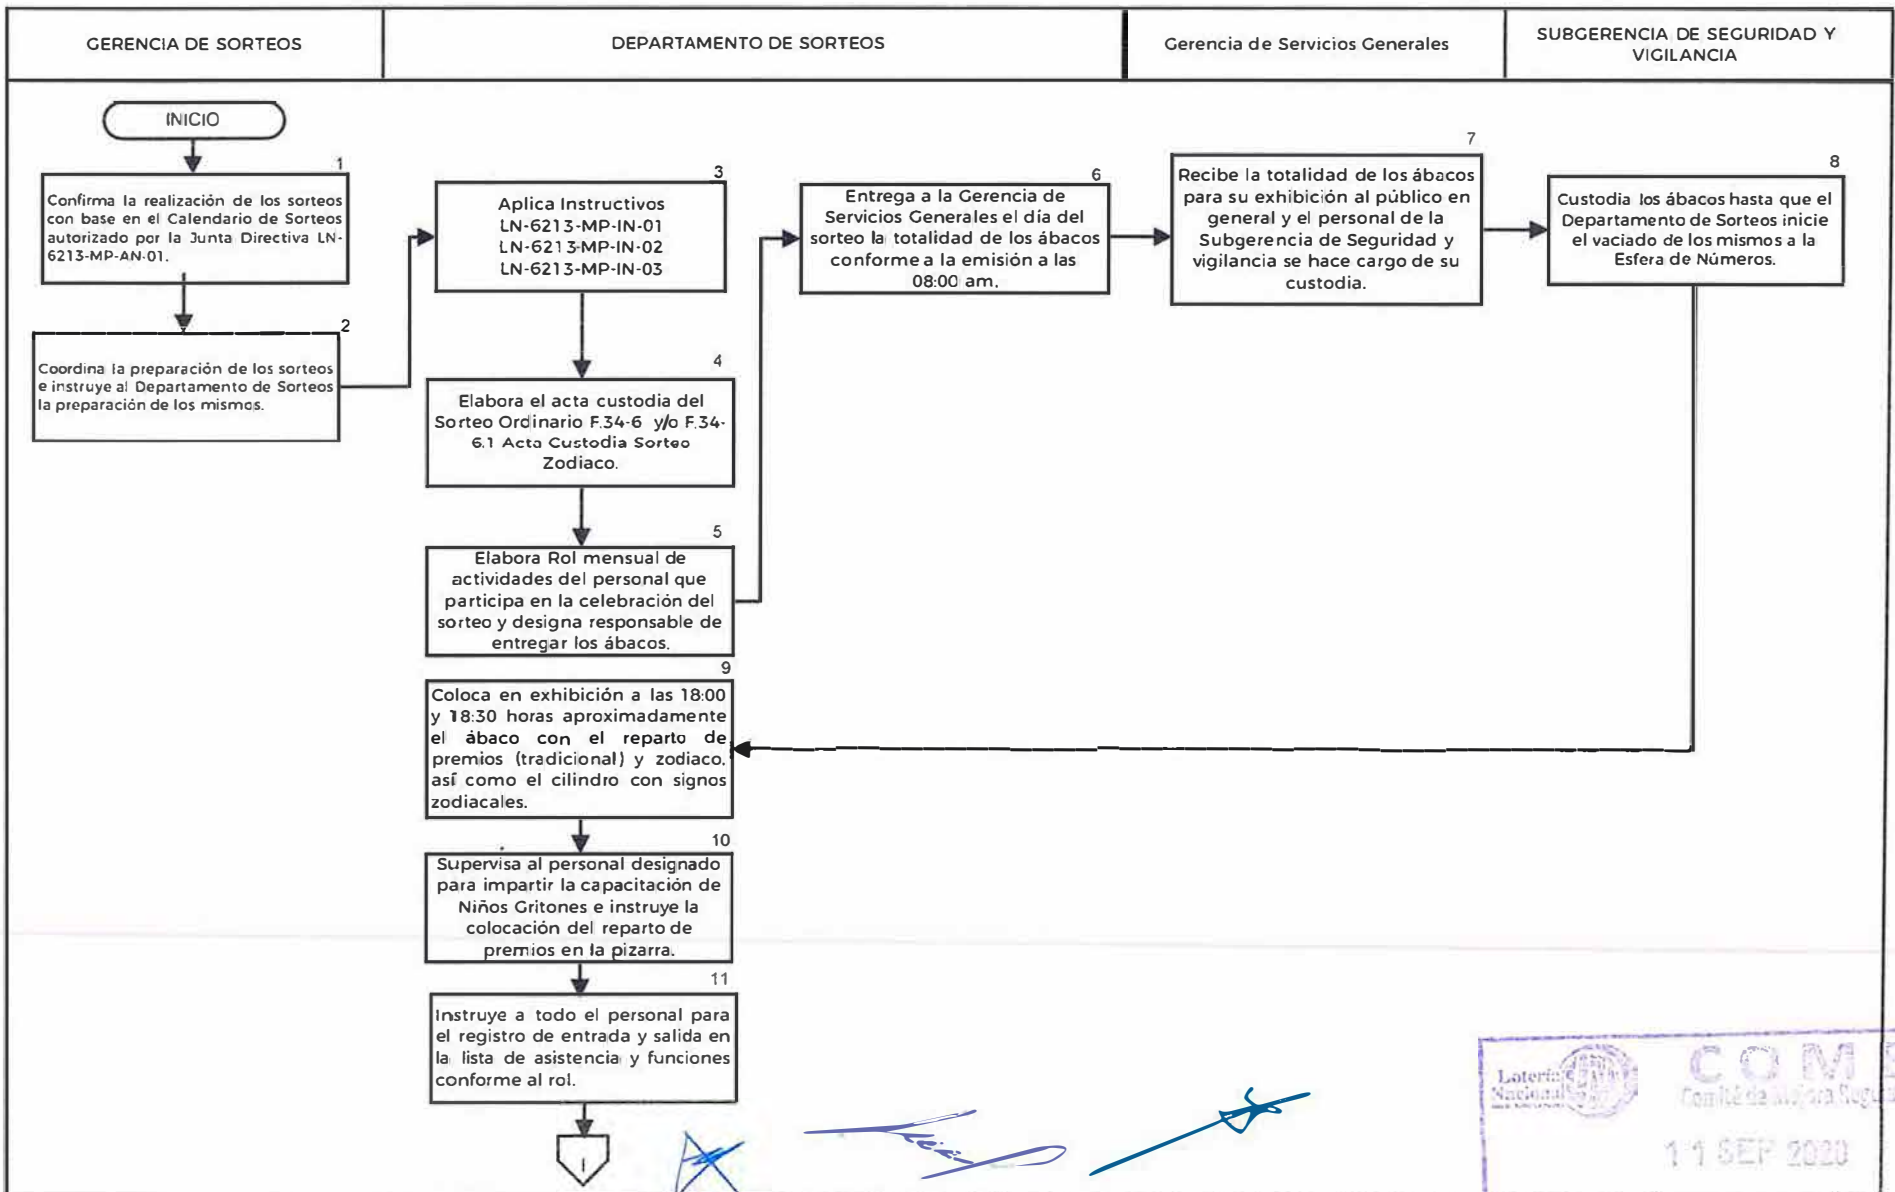 GERENCIA DE SORTEOS
DEPARTAMENTO DE SORTEOS
Gerencia de Servicios Generales
SUBGERENCIA DE SEGURIDAD Y
VIGILANCIA
INICIO
1
Confirma la realización de los sorteos
con base en el Calendario de Sorteos
autorizado por la Junta Directiva LN-
6213-MP-AN-01.
2
Coordina la preparación de los sorteos
e instruye al Departamento de Sorteos
la preparación de los mismos.
3
Aplica Instructivos
LN-6213-MP-IN-01
LN-6213-MP-IN-02
LN-6213-MP-IN-03
4
Elabora el acta custodia del
Sorteo Ordinario F.34-6 y/o F.34-
6.1 Acta Custodia Sorteo
Zodiaco.
5
Elabora Rol mensual de
actividades del personal que
participa en la celebración del
sorteo y designa responsable de
entregar los ábacos.
6
Entrega a la Gerencia de
Servicios Generales el día del
sorteo la totalidad de los ábacos
conforme a la emisión a las
08:00 am.
7
Recibe la totalidad de los ábacos
para su exhibición al público en
general y el personal de la
Subgerencia de Seguridad y
vigilancia se hace cargo de su
custodia.
8
Custodia los ábacos hasta que el
Departamento de Sorteos inicie
el vaciado de los mismos a la
Esfera de Números.
9
Coloca en exhibición a las 18:00
y 18:30 horas aproximadamente
el ábaco con el reparto de
premios (tradicional) y zodiaco,
así como el cilindro con signos
zodiacales.
10
Supervisa al personal designado
para impartir la capacitación de
Niños Gritones e instruye la
colocación del reparto de
premios en la pizarra.
11
Instruye a todo el personal para
el registro de entrada y salida en
la lista de asistencia y funciones
conforme al rol.
I
Lotería
Nacional
COM
Comité de Mejora
11 SEP 2020